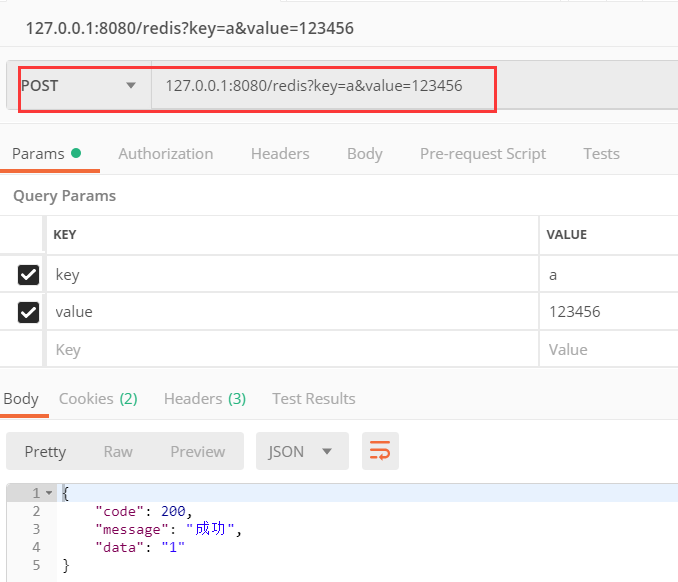 127.0.0.1:8080/redis?key=a&value=123456
POST 127.0.0.1:8080/redis?key=a&value=123456
Params Authorization Headers Body Pre-request Script Tests
Query Params
KEY VALUE
key a
value 123456
Key Value
Body Cookies (2) Headers (3) Test Results
Pretty Raw Preview JSON
1 {
2 "code": 200,
3 "message": "成功",
4 "data": "1"
5 }